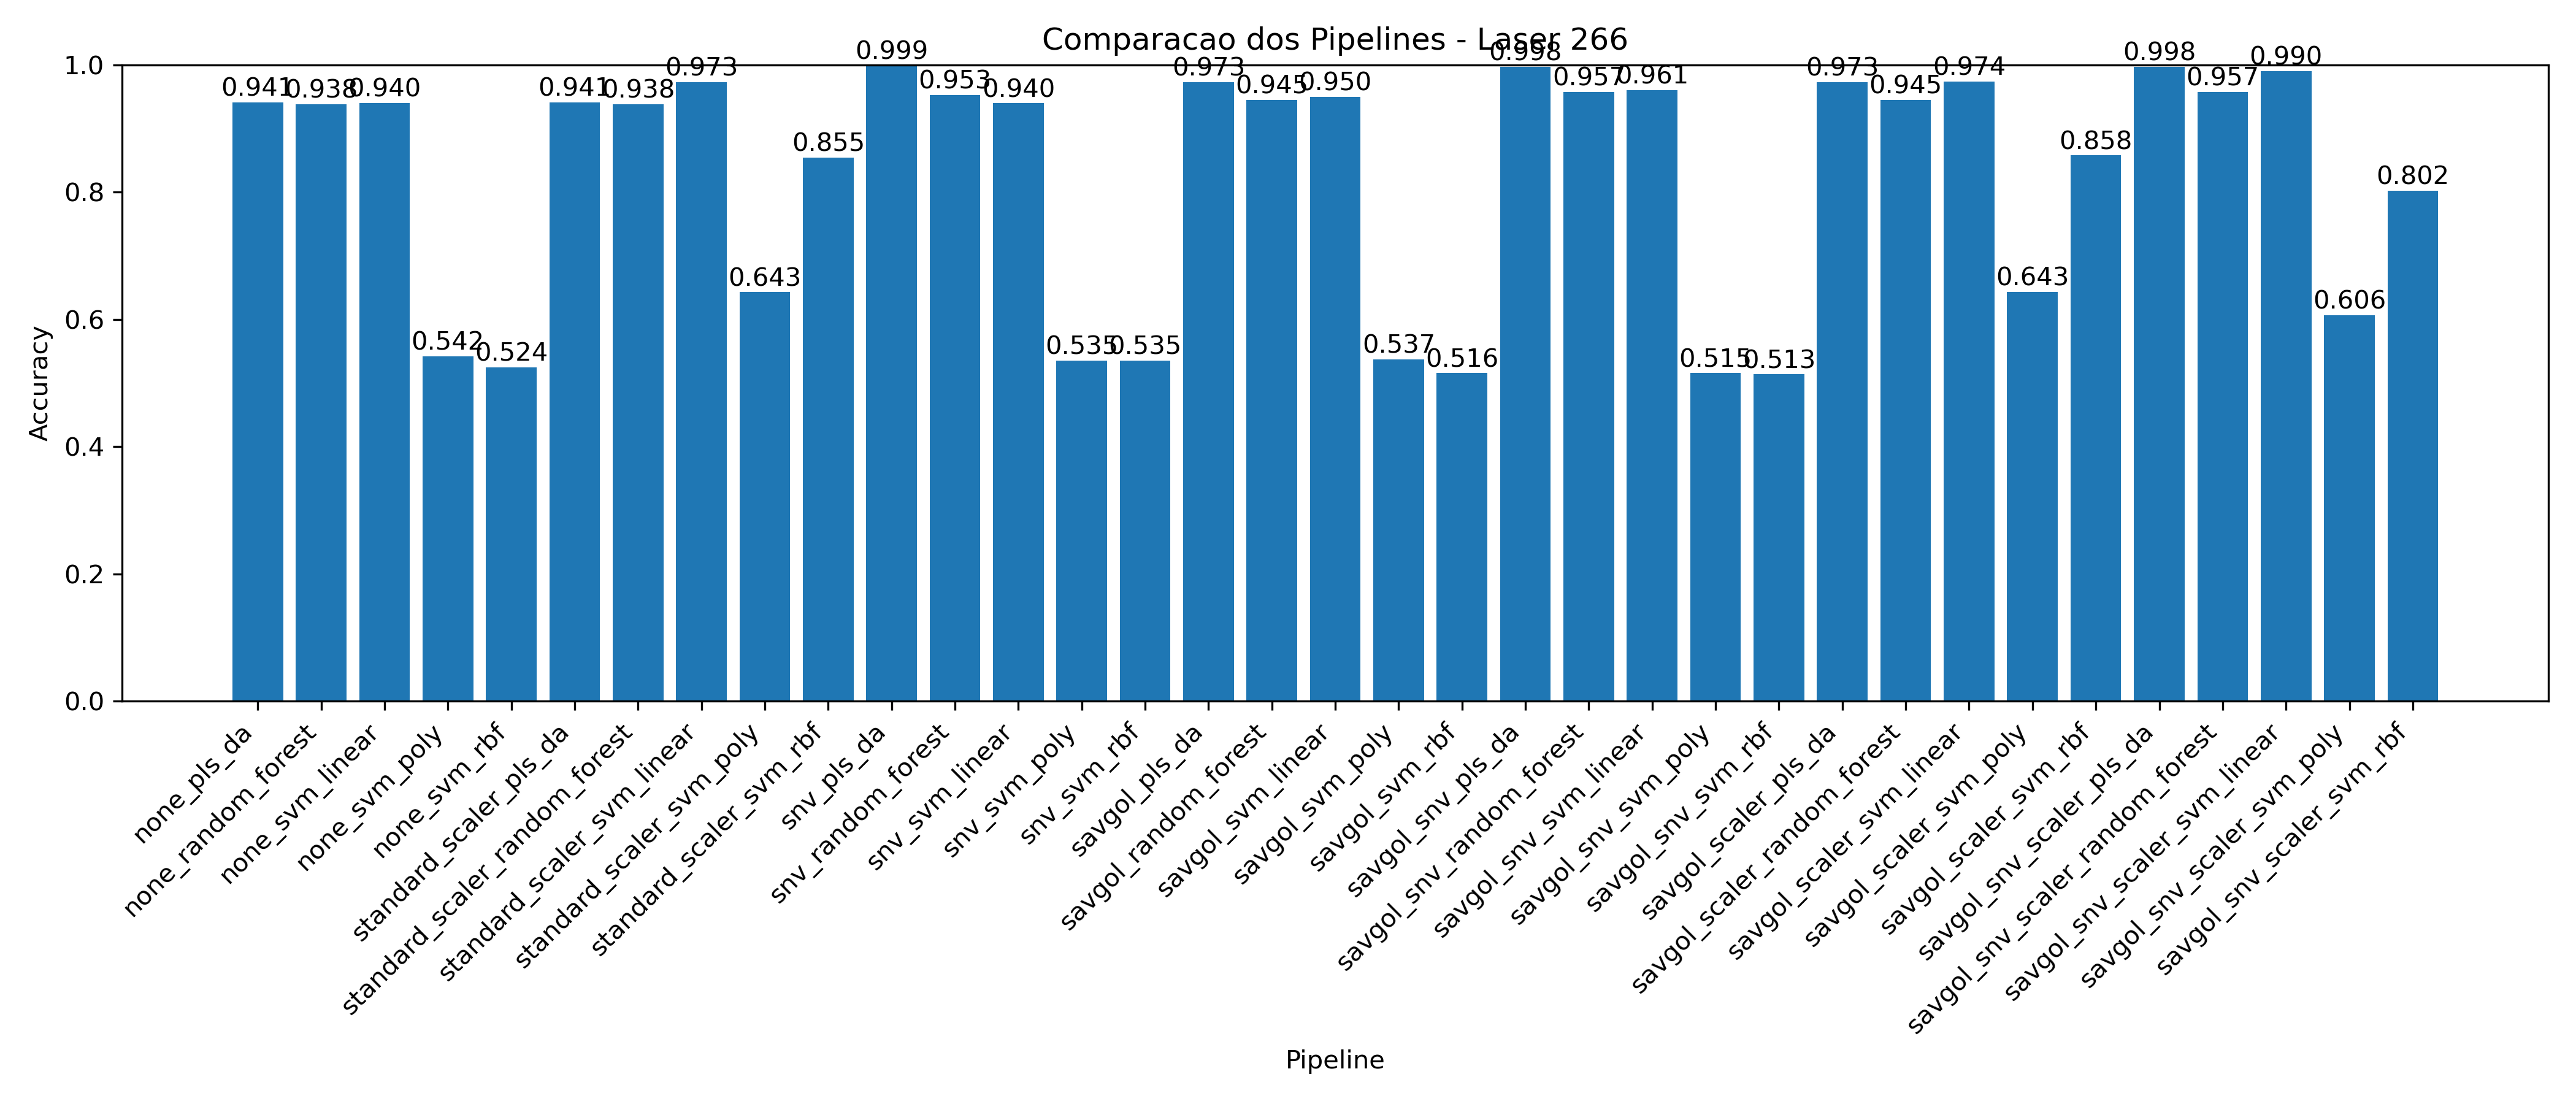 Comparacao dos Pipelines - Laser 266
Accuracy
1.0
0.8
0.6
0.4
0.2
0.0
0.941
0.938
0.940
0.542
0.524
0.941
0.938
0.973
0.643
0.855
0.999
0.953
0.940
0.535
0.535
0.973
0.945
0.950
0.537
0.516
0.998
0.957
0.961
0.515
0.513
0.973
0.945
0.974
0.643
0.858
0.998
0.957
0.990
0.606
0.802
none_pls_da
none_random_forest
none_svm_linear
none_svm_poly
none_svm_rbf
standard_scaler_pls_da
standard_scaler_random_forest
standard_scaler_svm_linear
standard_scaler_svm_poly
standard_scaler_svm_rbf
snv_pls_da
snv_random_forest
snv_svm_linear
snv_svm_poly
snv_svm_rbf
savgol_pls_da
savgol_random_forest
savgol_svm_linear
savgol_svm_poly
savgol_svm_rbf
savgol_snv_pls_da
savgol_snv_random_forest
savgol_snv_svm_linear
savgol_snv_svm_poly
savgol_snv_svm_rbf
savgol_scaler_pls_da
savgol_scaler_random_forest
savgol_scaler_svm_linear
savgol_scaler_svm_poly
savgol_scaler_svm_rbf
savgol_snv_scaler_pls_da
savgol_snv_scaler_random_forest
savgol_snv_scaler_svm_linear
savgol_snv_scaler_svm_poly
savgol_snv_scaler_svm_rbf
Pipeline